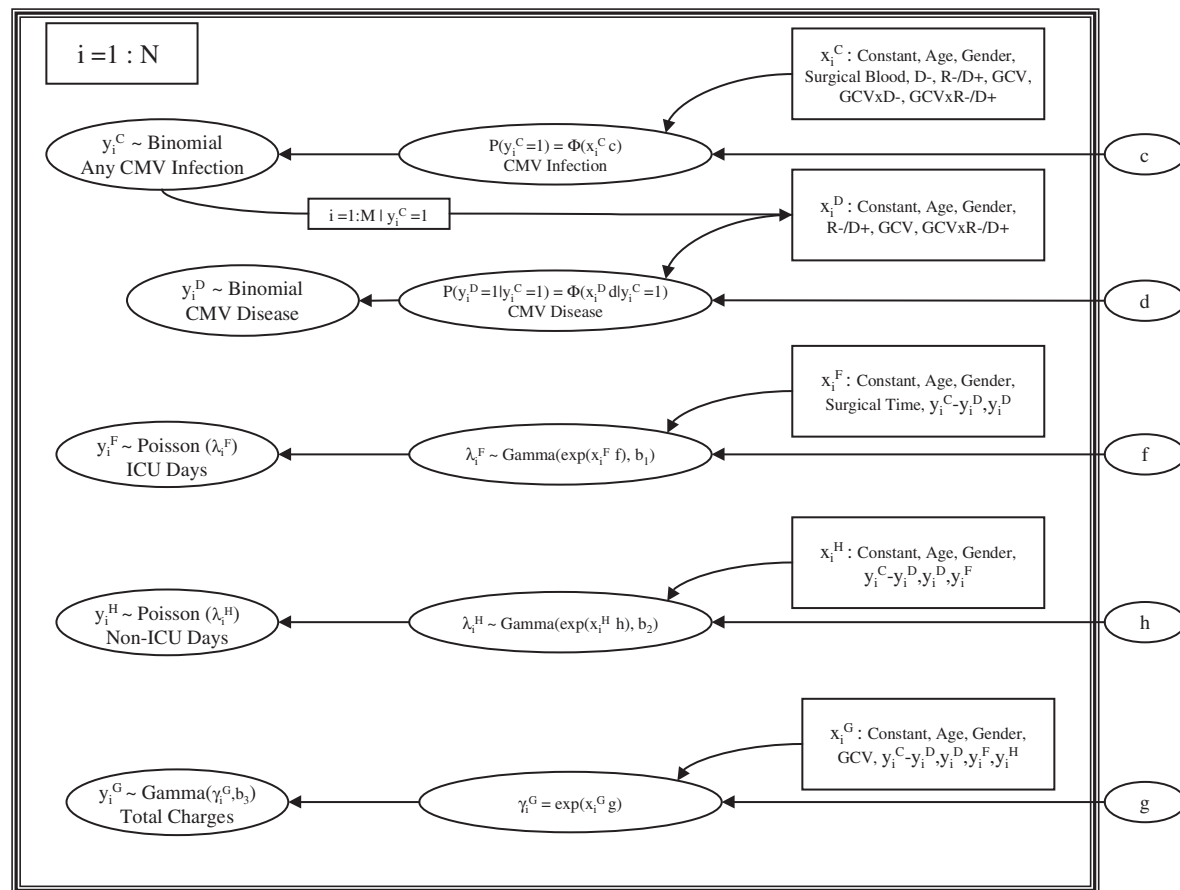 i =1 : N
x_i^C : Constant, Age, Gender,
Surgical Blood, D-, R-/D+, GCV,
GCVxD-, GCVxR-/D+
y_i^C ~ Binomial
Any CMV Infection
P(y_i^C =1) = Φ(x_i^C c)
CMV Infection
c
i =1:M | y_i^C =1
x_i^D : Constant, Age, Gender,
R-/D+, GCV, GCVxR-/D+
y_i^D ~ Binomial
CMV Disease
P(y_i^D =1|y_i^C =1) = Φ(x_i^D d|y_i^C =1)
CMV Disease
d
x_i^F : Constant, Age, Gender,
Surgical Time, y_i^C-y_i^D,y_i^D
y_i^F ~ Poisson (λ_i^F)
ICU Days
λ_i^F ~ Gamma(exp(x_i^F f), b_1)
f
x_i^H : Constant, Age, Gender,
y_i^C-y_i^D,y_i^D,y_i^F
y_i^H ~ Poisson (λ_i^H)
Non-ICU Days
λ_i^H ~ Gamma(exp(x_i^H h), b_2)
h
x_i^G : Constant, Age, Gender,
GCV, y_i^C-y_i^D,y_i^D,y_i^F,y_i^H
y_i^G ~ Gamma(γ_i^G,b_3)
Total Charges
γ_i^G = exp(x_i^G g)
g